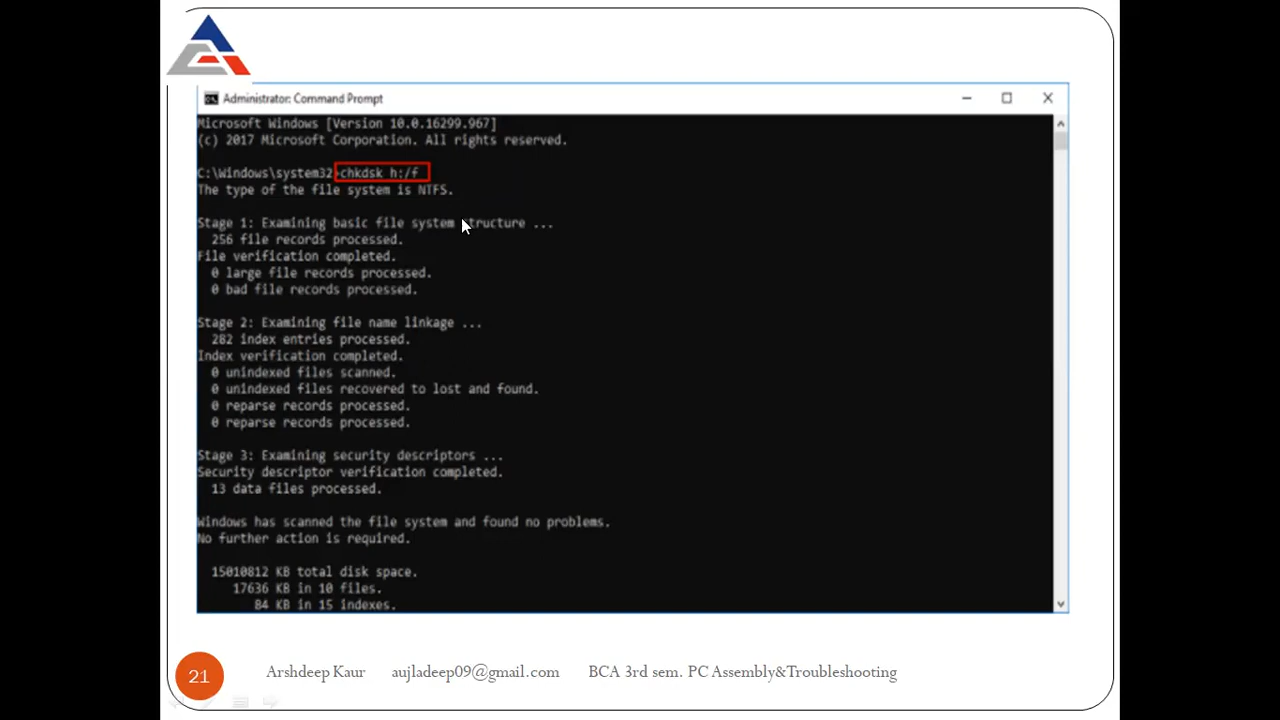 Administrator: Command Prompt
Microsoft Windows [Version 10.0.16299.967]
(c) 2017 Microsoft Corporation. All rights reserved.
C:\Windows\system32>chkdsk h:/f
The type of the file system is NTFS.
Stage 1: Examining basic file system structure ...
256 file records processed.
File verification completed.
0 large file records processed.
0 bad file records processed.
Stage 2: Examining file name linkage ...
282 index entries processed.
Index verification completed.
0 unindexed files scanned.
0 unindexed files recovered to lost and found.
0 reparse records processed.
0 reparse records processed.
Stage 3: Examining security descriptors ...
Security descriptor verification completed.
13 data files processed.
Windows has scanned the file system and found no problems.
No further action is required.
15010812 KB total disk space.
17636 KB in 10 files.
84 KB in 15 indexes.
21 Arshdeep Kaur aujladeep09@gmail.com BCA 3rd sem. PC Assembly&Troubleshooting